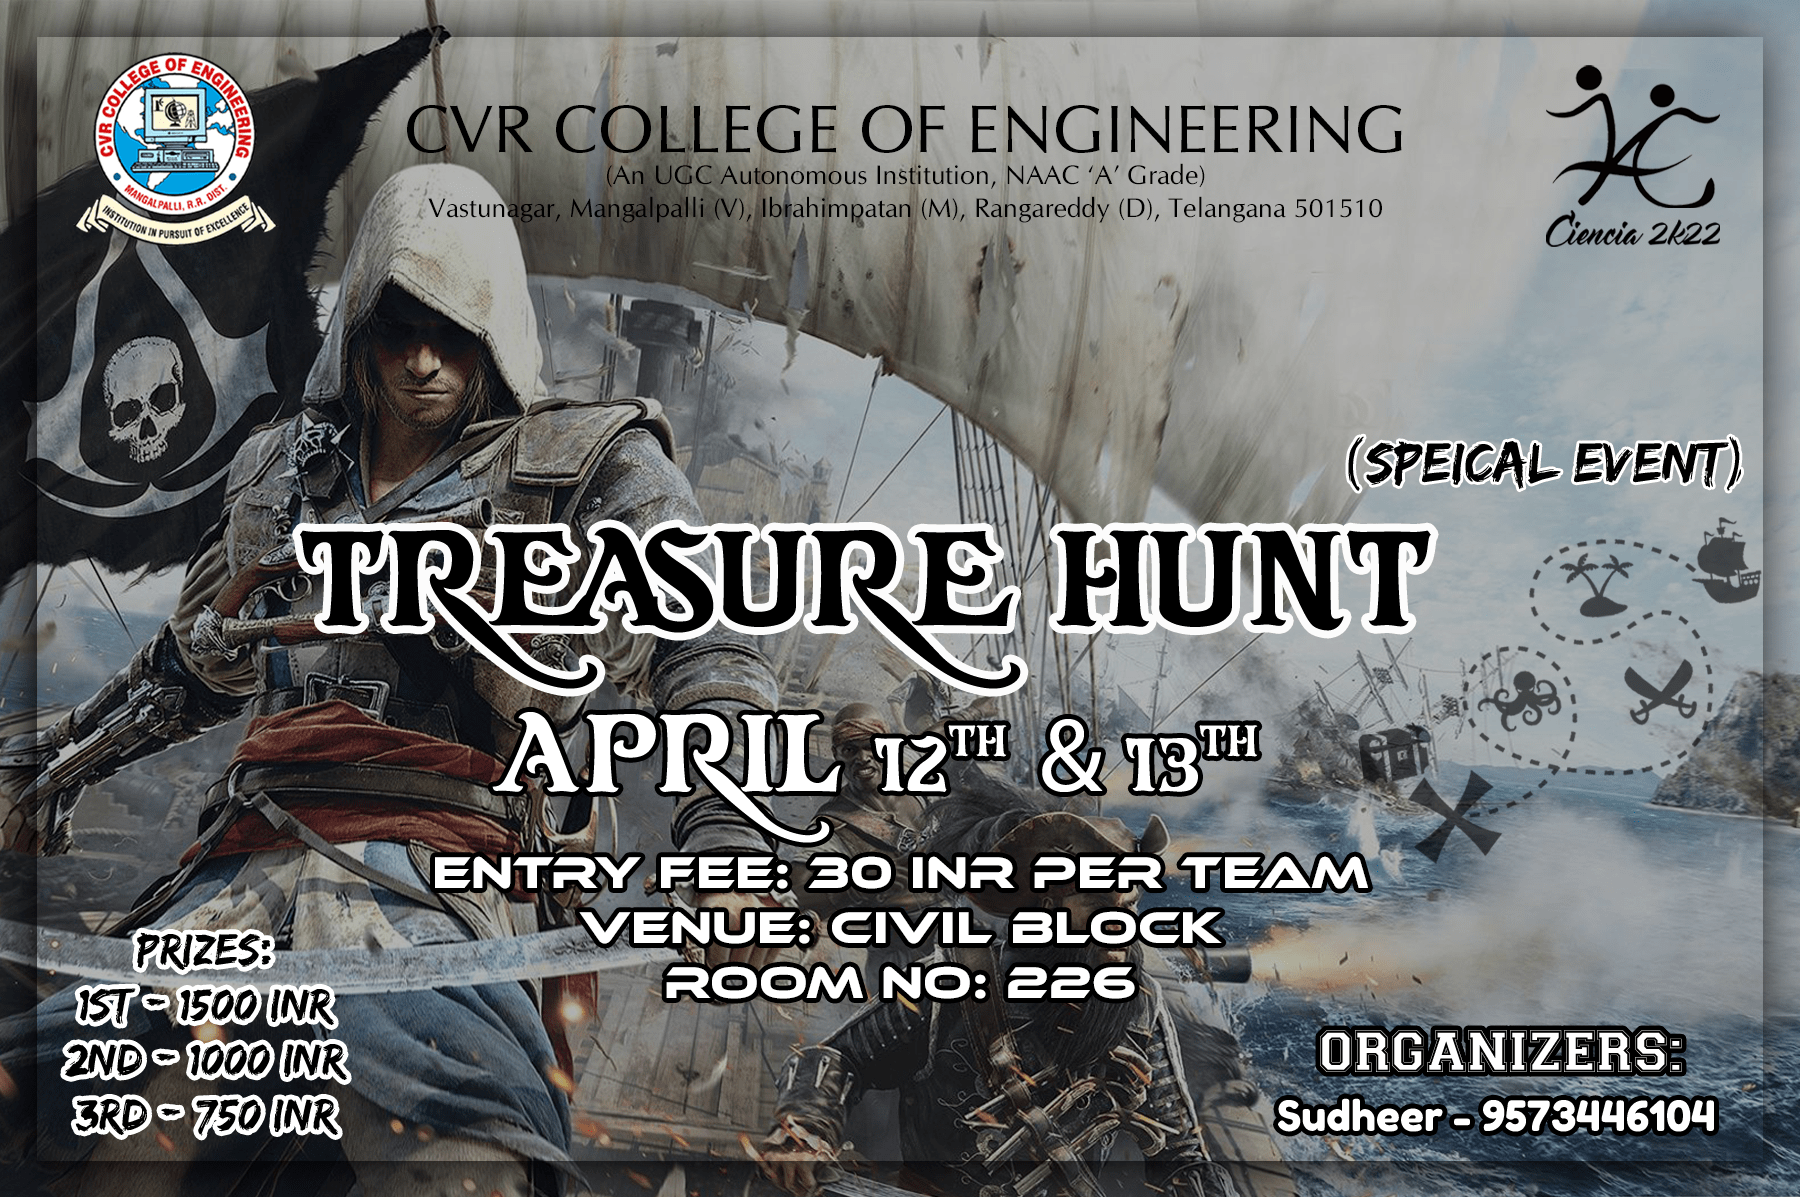 CVR COLLEGE OF ENGINEERING
MANGALPALLI, R.R. DIST.
INSTITUTION IN PURSUIT OF EXCELLENCE
CVR COLLEGE OF ENGINEERING
(An UGC Autonomous Institution, NAAC ‘A’ Grade)
Vastunagar, Mangalpalli (V), Ibrahimpatan (M), Rangareddy (D), Telangana 501510
Ciencia 2k22
(SPEICAL EVENT)
TREASURE HUNT
APRIL 12TH & 13TH
ENTRY FEE: 30 INR PER TEAM
VENUE: CIVIL BLOCK
ROOM NO: 226
PRIZES:
1ST - 1500 INR
2ND - 1000 INR
3RD - 750 INR
ORGANIZERS:
Sudheer - 9573446104